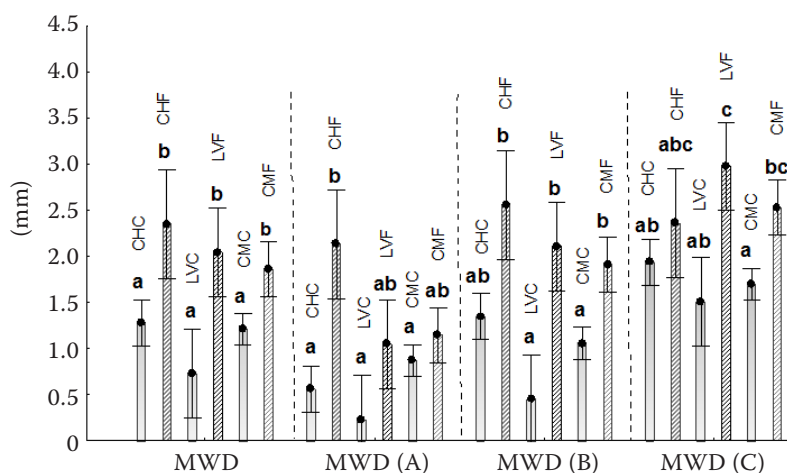 4.5
4.0
3.5
3.0
2.5
2.0
1.5
1.0
0.5
0
(mm)
CHC
a
CHF
b
LVC
a
LVF
b
CMC
a
CMF
b
CHC
a
CHF
b
LVC
a
LVF
ab
CMC
a
CMF
ab
CHC
ab
CHF
b
LVC
a
LVF
b
CMC
a
CMF
b
CHC
ab
CHF
abc
LVC
ab
LVF
c
CMC
a
CMF
bc
MWD MWD (A) MWD (B) MWD (C)